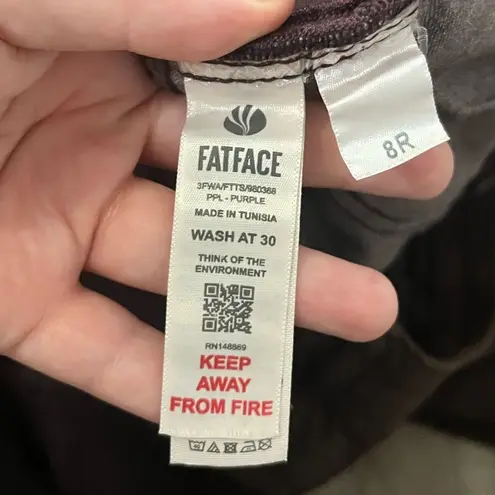 FATFACE
3FWA/FTTS/980368
PPL - PURPLE
MADE IN TUNISIA
WASH AT 30
THINK OF THE
ENVIRONMENT
RN148869
KEEP
AWAY
FROM FIRE
8R